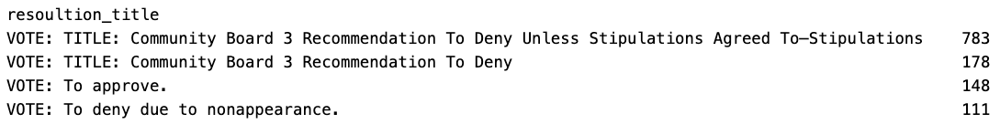 resoultion_title
VOTE: TITLE: Community Board 3 Recommendation To Deny Unless Stipulations Agreed To—Stipulations 783
VOTE: TITLE: Community Board 3 Recommendation To Deny 178
VOTE: To approve. 148
VOTE: To deny due to nonappearance. 111